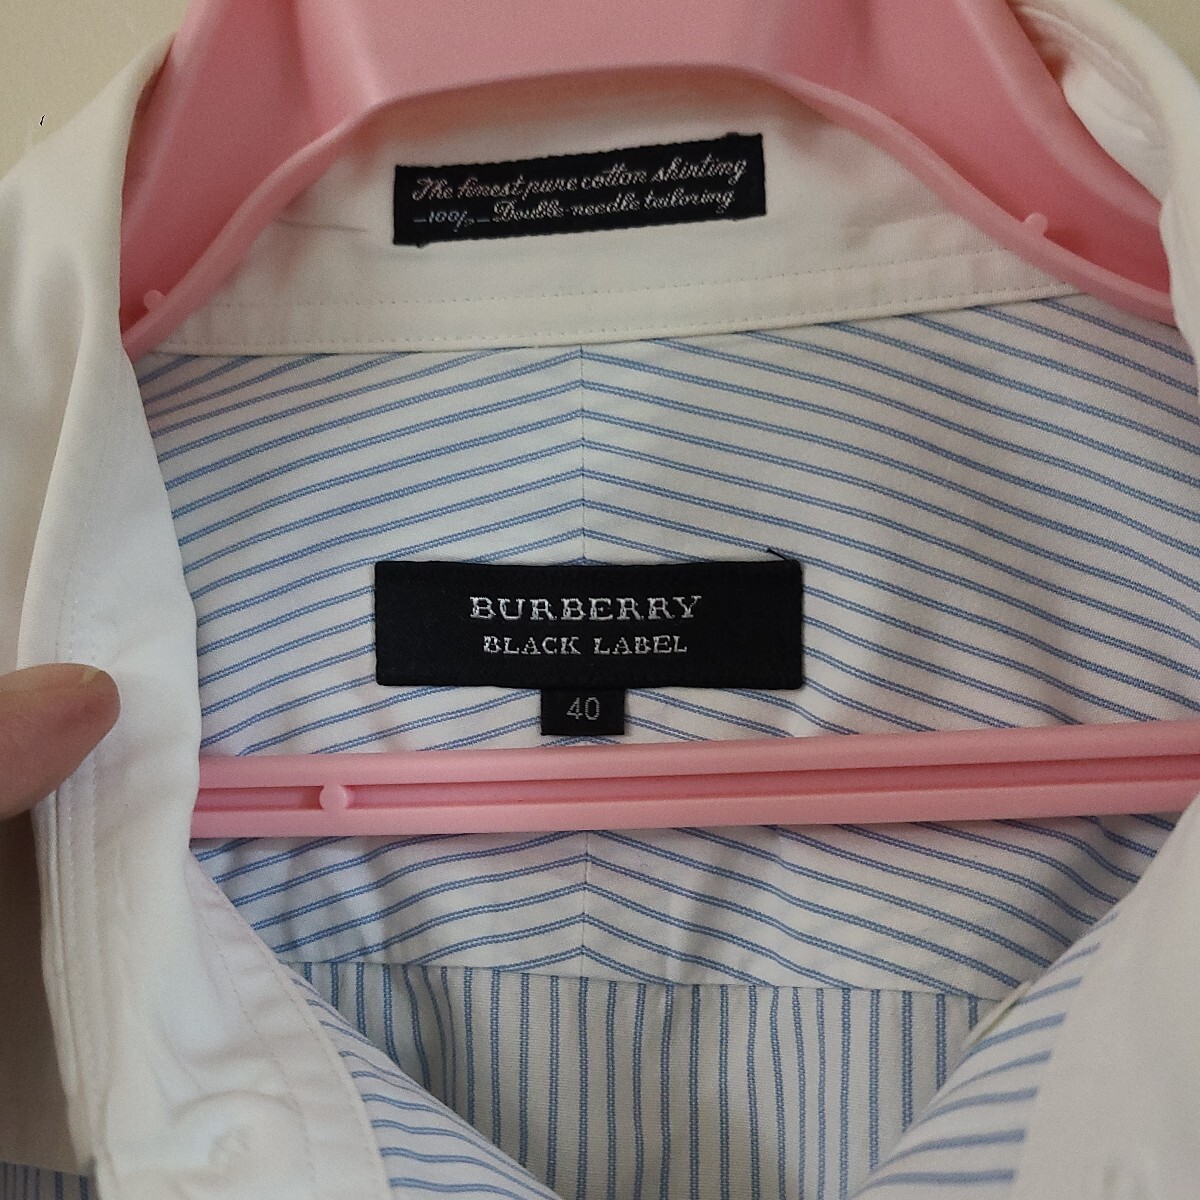 The finest pure cotton shirting
-100%- Double-needle tailoring
BURBERRY
BLACK LABEL
40